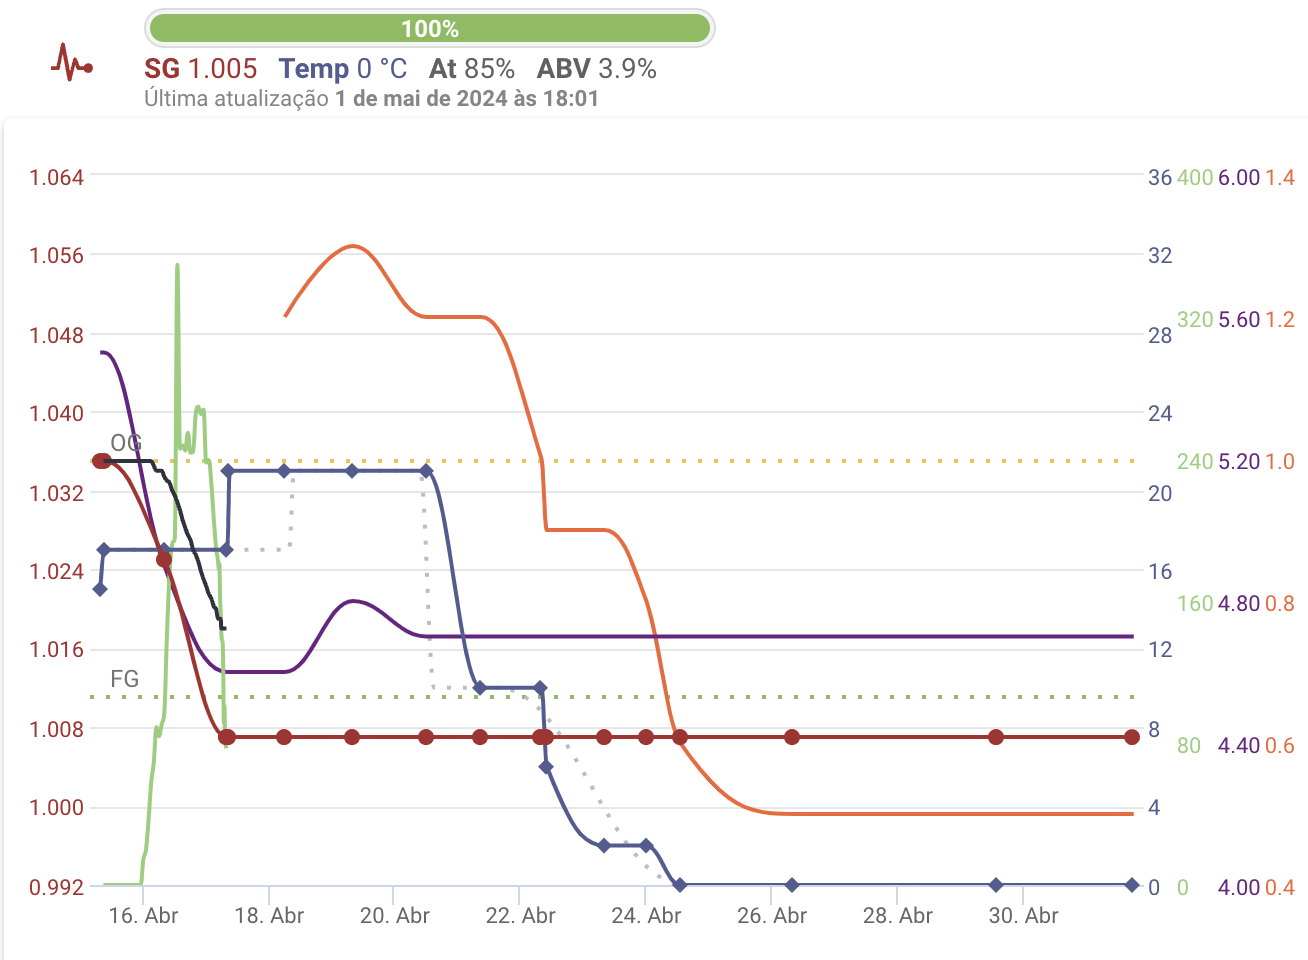 100%
SG 1.005 Temp 0 °C At 85% ABV 3.9%
Última atualização 1 de mai de 2024 às 18:01
1.064 36 400 6.00 1.4
1.056 32
1.048 28 320 5.60 1.2
1.040 24
OG
240 5.20 1.0
1.032 20
1.024 16
160 4.80 0.8
1.016 12
FG
1.008 8 80 4.40 0.6
1.000 4
0.992 0 0 4.00 0.4
16. Abr 18. Abr 20. Abr 22. Abr 24. Abr 26. Abr 28. Abr 30. Abr